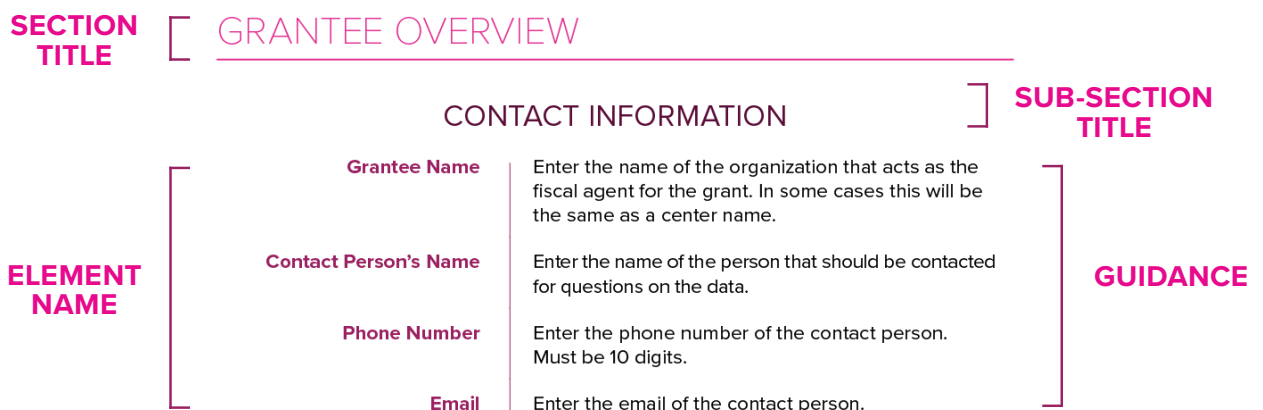 SECTION
TITLE
GRANTEE OVERVIEW
SUB-SECTION
TITLE
CONTACT INFORMATION
ELEMENT
NAME
Grantee Name
Enter the name of the organization that acts as the
fiscal agent for the grant. In some cases this will be
the same as a center name.
Contact Person's Name
Enter the name of the person that should be contacted
for questions on the data.
Phone Number
Enter the phone number of the contact person.
Must be 10 digits.
Email
Enter the email of the contact person.
GUIDANCE